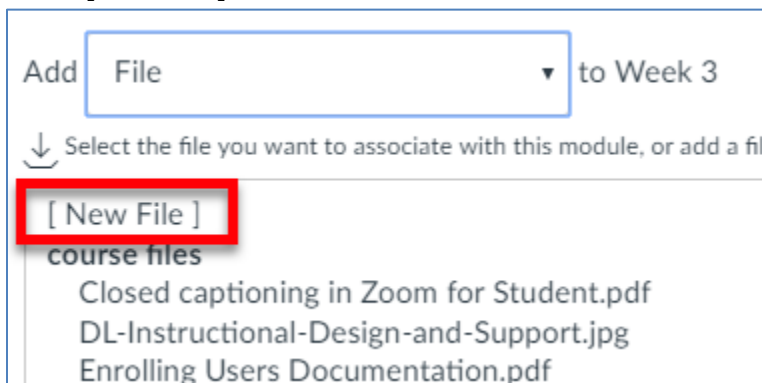 Add File to Week 3
Select the file you want to associate with this module, or add a
[ New File ]
course files
Closed captioning in Zoom for Student.pdf
DL-Instructional-Design-and-Support.jpg
Enrolling Users Documentation.pdf